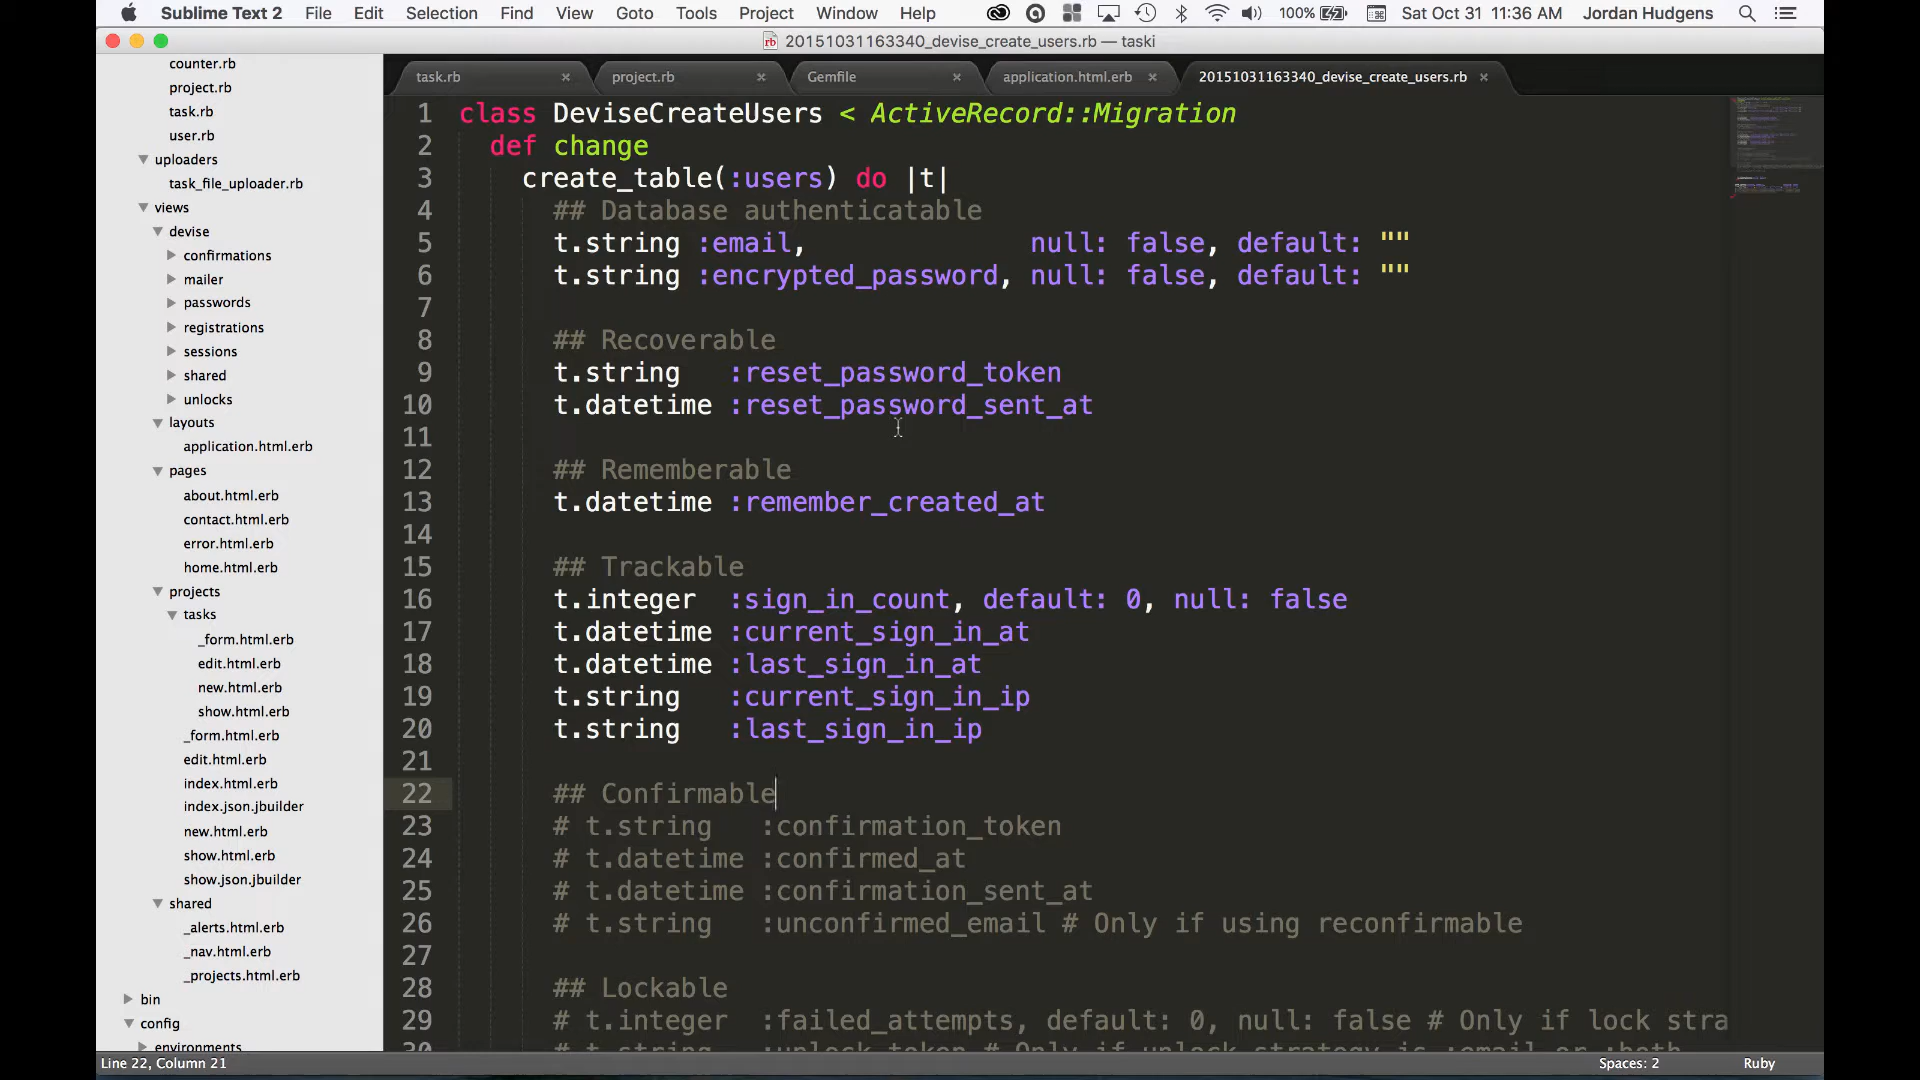 Sublime Text 2 File Edit Selection Find View Goto Tools Project Window Help 100% Sat Oct 31 11:36 AM Jordan Hudgens
20151031163340_devise_create_users.rb — taski
task.rb project.rb Gemfile application.html.erb 20151031163340_devise_create_users.rb
counter.rb
project.rb
task.rb
user.rb
uploaders
task_file_uploader.rb
views
devise
confirmations
mailer
passwords
registrations
sessions
shared
unlocks
layouts
application.html.erb
pages
about.html.erb
contact.html.erb
error.html.erb
home.html.erb
projects
tasks
_form.html.erb
edit.html.erb
new.html.erb
show.html.erb
_form.html.erb
edit.html.erb
index.html.erb
index.json.jbuilder
new.html.erb
show.html.erb
show.json.jbuilder
shared
_alerts.html.erb
_nav.html.erb
_projects.html.erb
bin
config
environments
1 class DeviseCreateUsers < ActiveRecord::Migration
2 def change
3 create_table(:users) do |t|
4 ## Database authenticatable
5 t.string :email, null: false, default: ""
6 t.string :encrypted_password, null: false, default: ""
7
8 ## Recoverable
9 t.string :reset_password_token
10 t.datetime :reset_password_sent_at
11
12 ## Rememberable
13 t.datetime :remember_created_at
14
15 ## Trackable
16 t.integer :sign_in_count, default: 0, null: false
17 t.datetime :current_sign_in_at
18 t.datetime :last_sign_in_at
19 t.string :current_sign_in_ip
20 t.string :last_sign_in_ip
21
22 ## Confirmable
23 # t.string :confirmation_token
24 # t.datetime :confirmed_at
25 # t.datetime :confirmation_sent_at
26 # t.string :unconfirmed_email # Only if using reconfirmable
27
28 ## Lockable
29 # t.integer :failed_attempts, default: 0, null: false # Only if lock stra
30 # t.string :unlock_token # Only if unlock strategy is :email or :both
Line 22, Column 21 Spaces: 2 Ruby